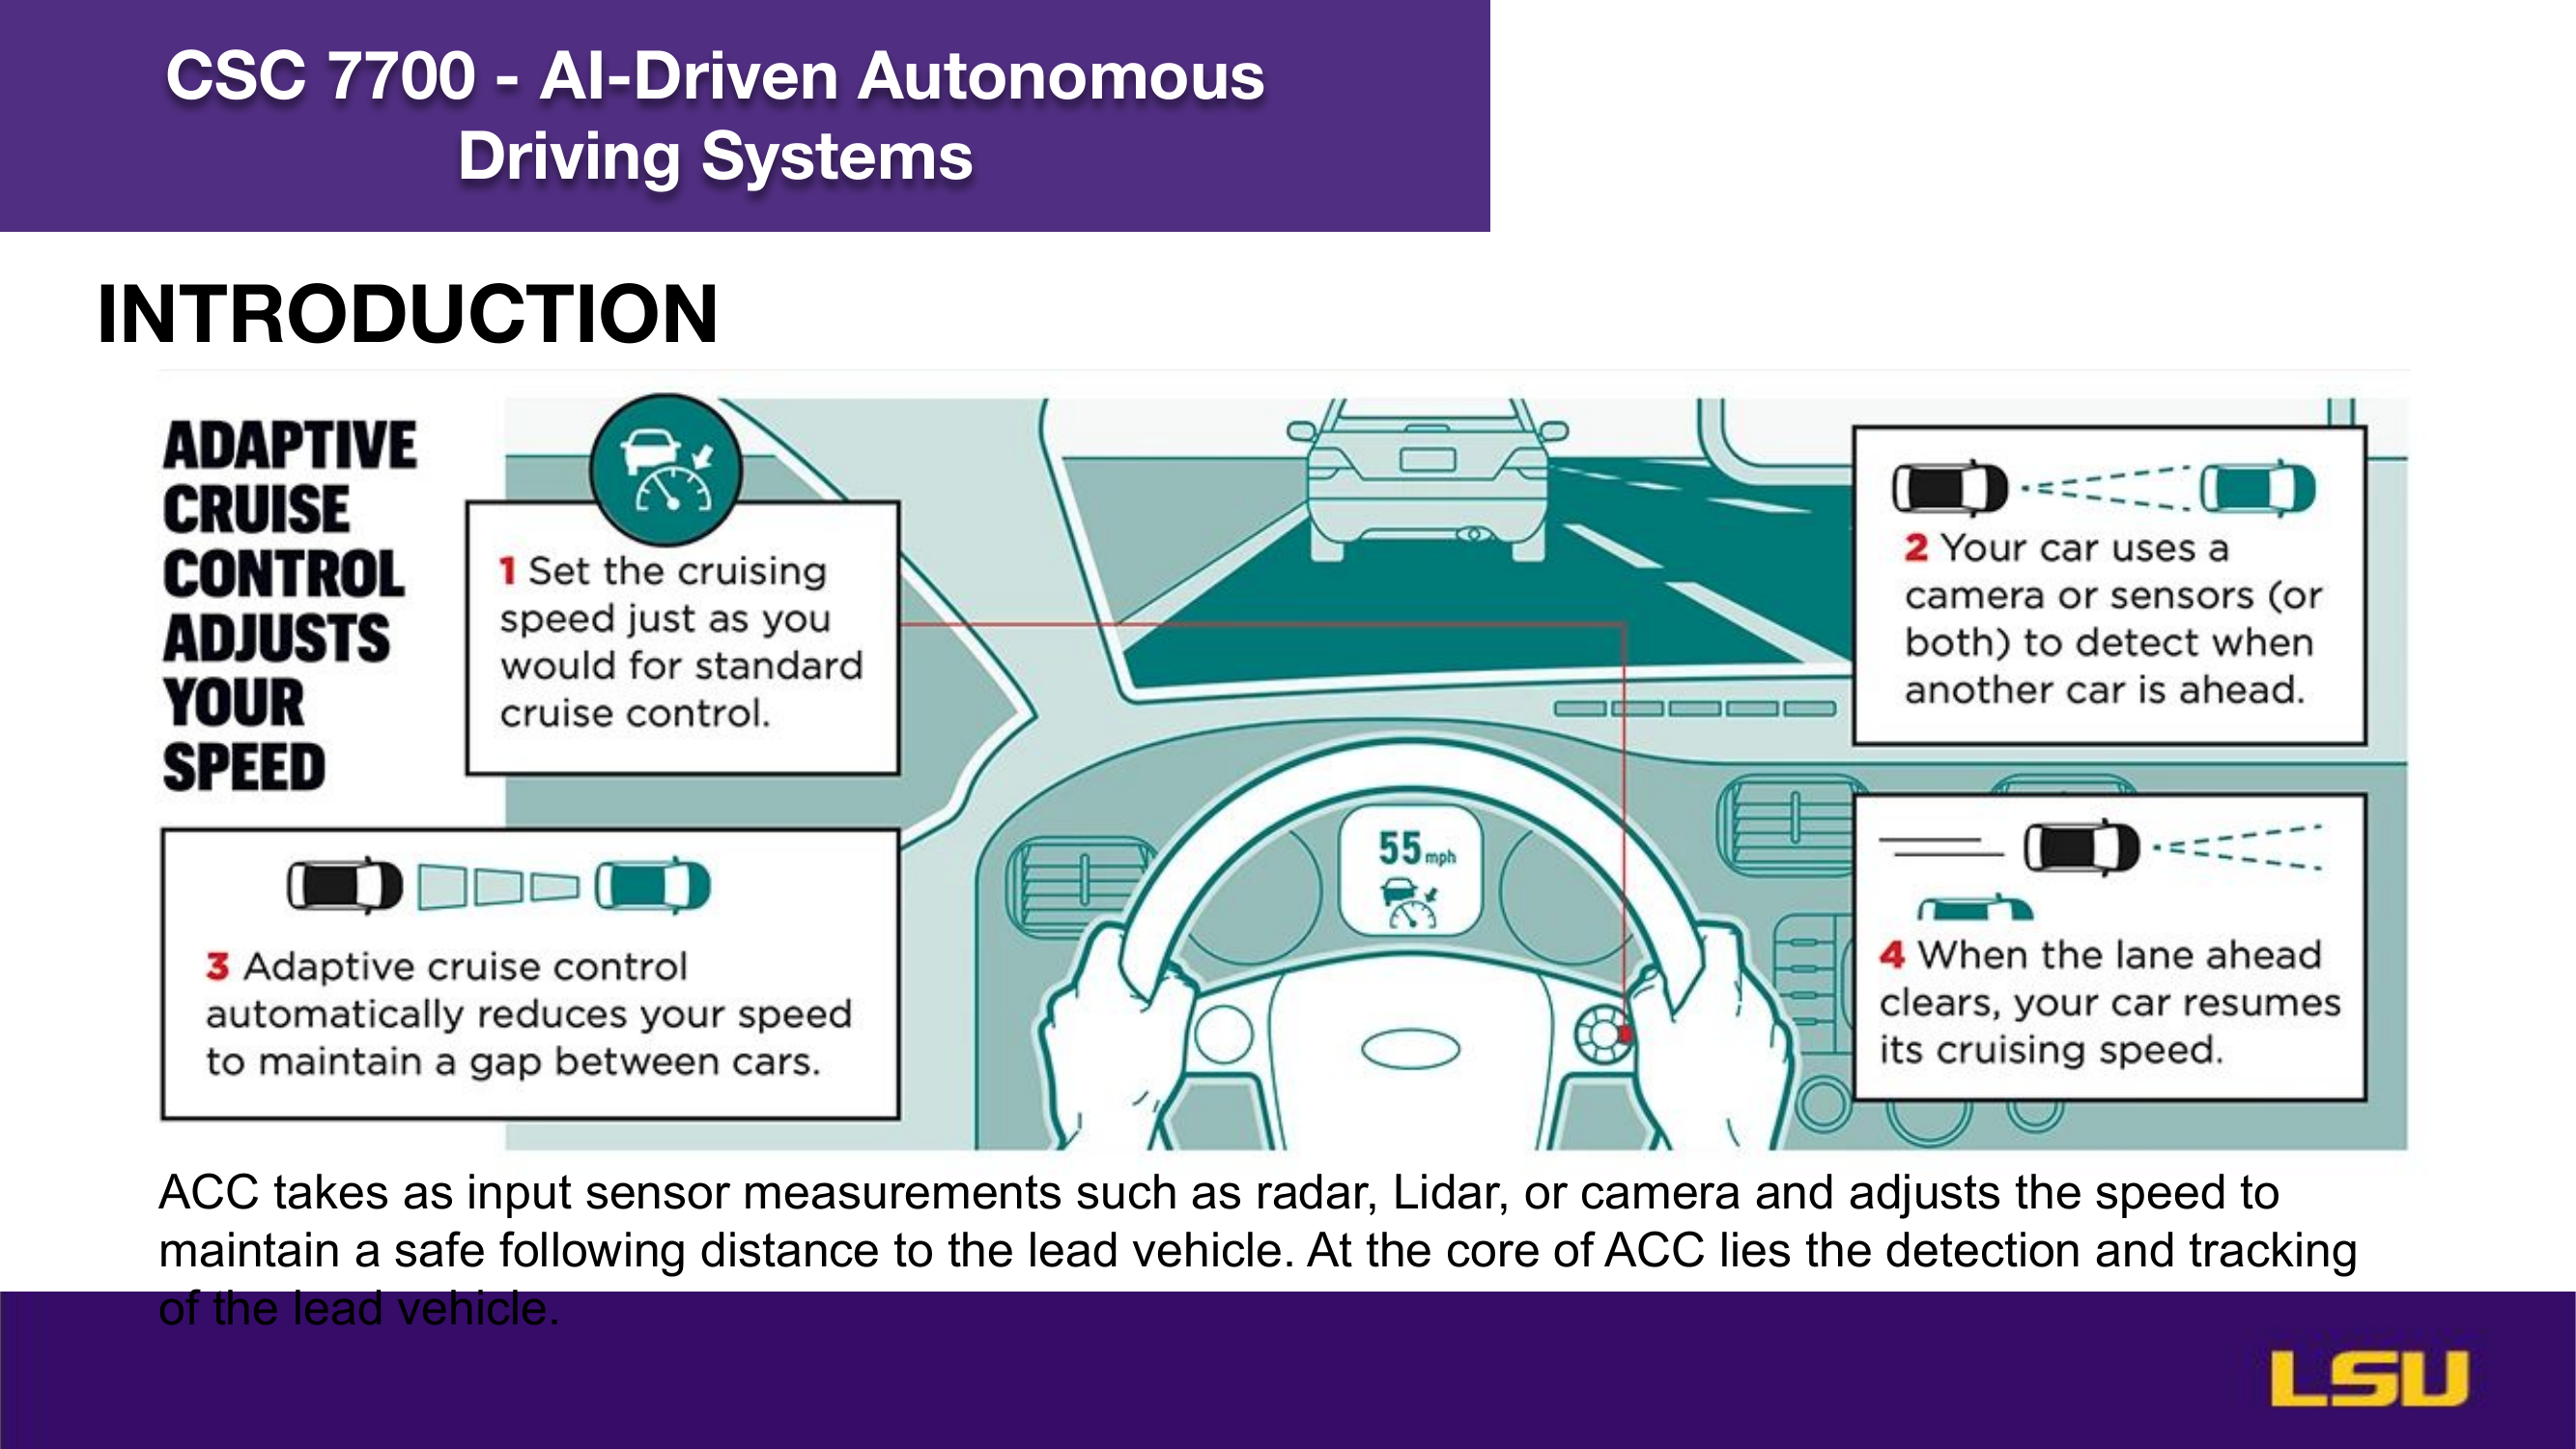 CSC 7700 - AI-Driven Autonomous
Driving Systems
INTRODUCTION
ADAPTIVE
CRUISE
CONTROL
ADJUSTS
YOUR
SPEED
1 Set the cruising
speed just as you
would for standard
cruise control.
2 Your car uses a
camera or sensors (or
both) to detect when
another car is ahead.
3 Adaptive cruise control
automatically reduces your speed
to maintain a gap between cars.
55 mph
4 When the lane ahead
clears, your car resumes
its cruising speed.
ACC takes as input sensor measurements such as radar, Lidar, or camera and adjusts the speed to
maintain a safe following distance to the lead vehicle. At the core of ACC lies the detection and tracking
of the lead vehicle.
LSU